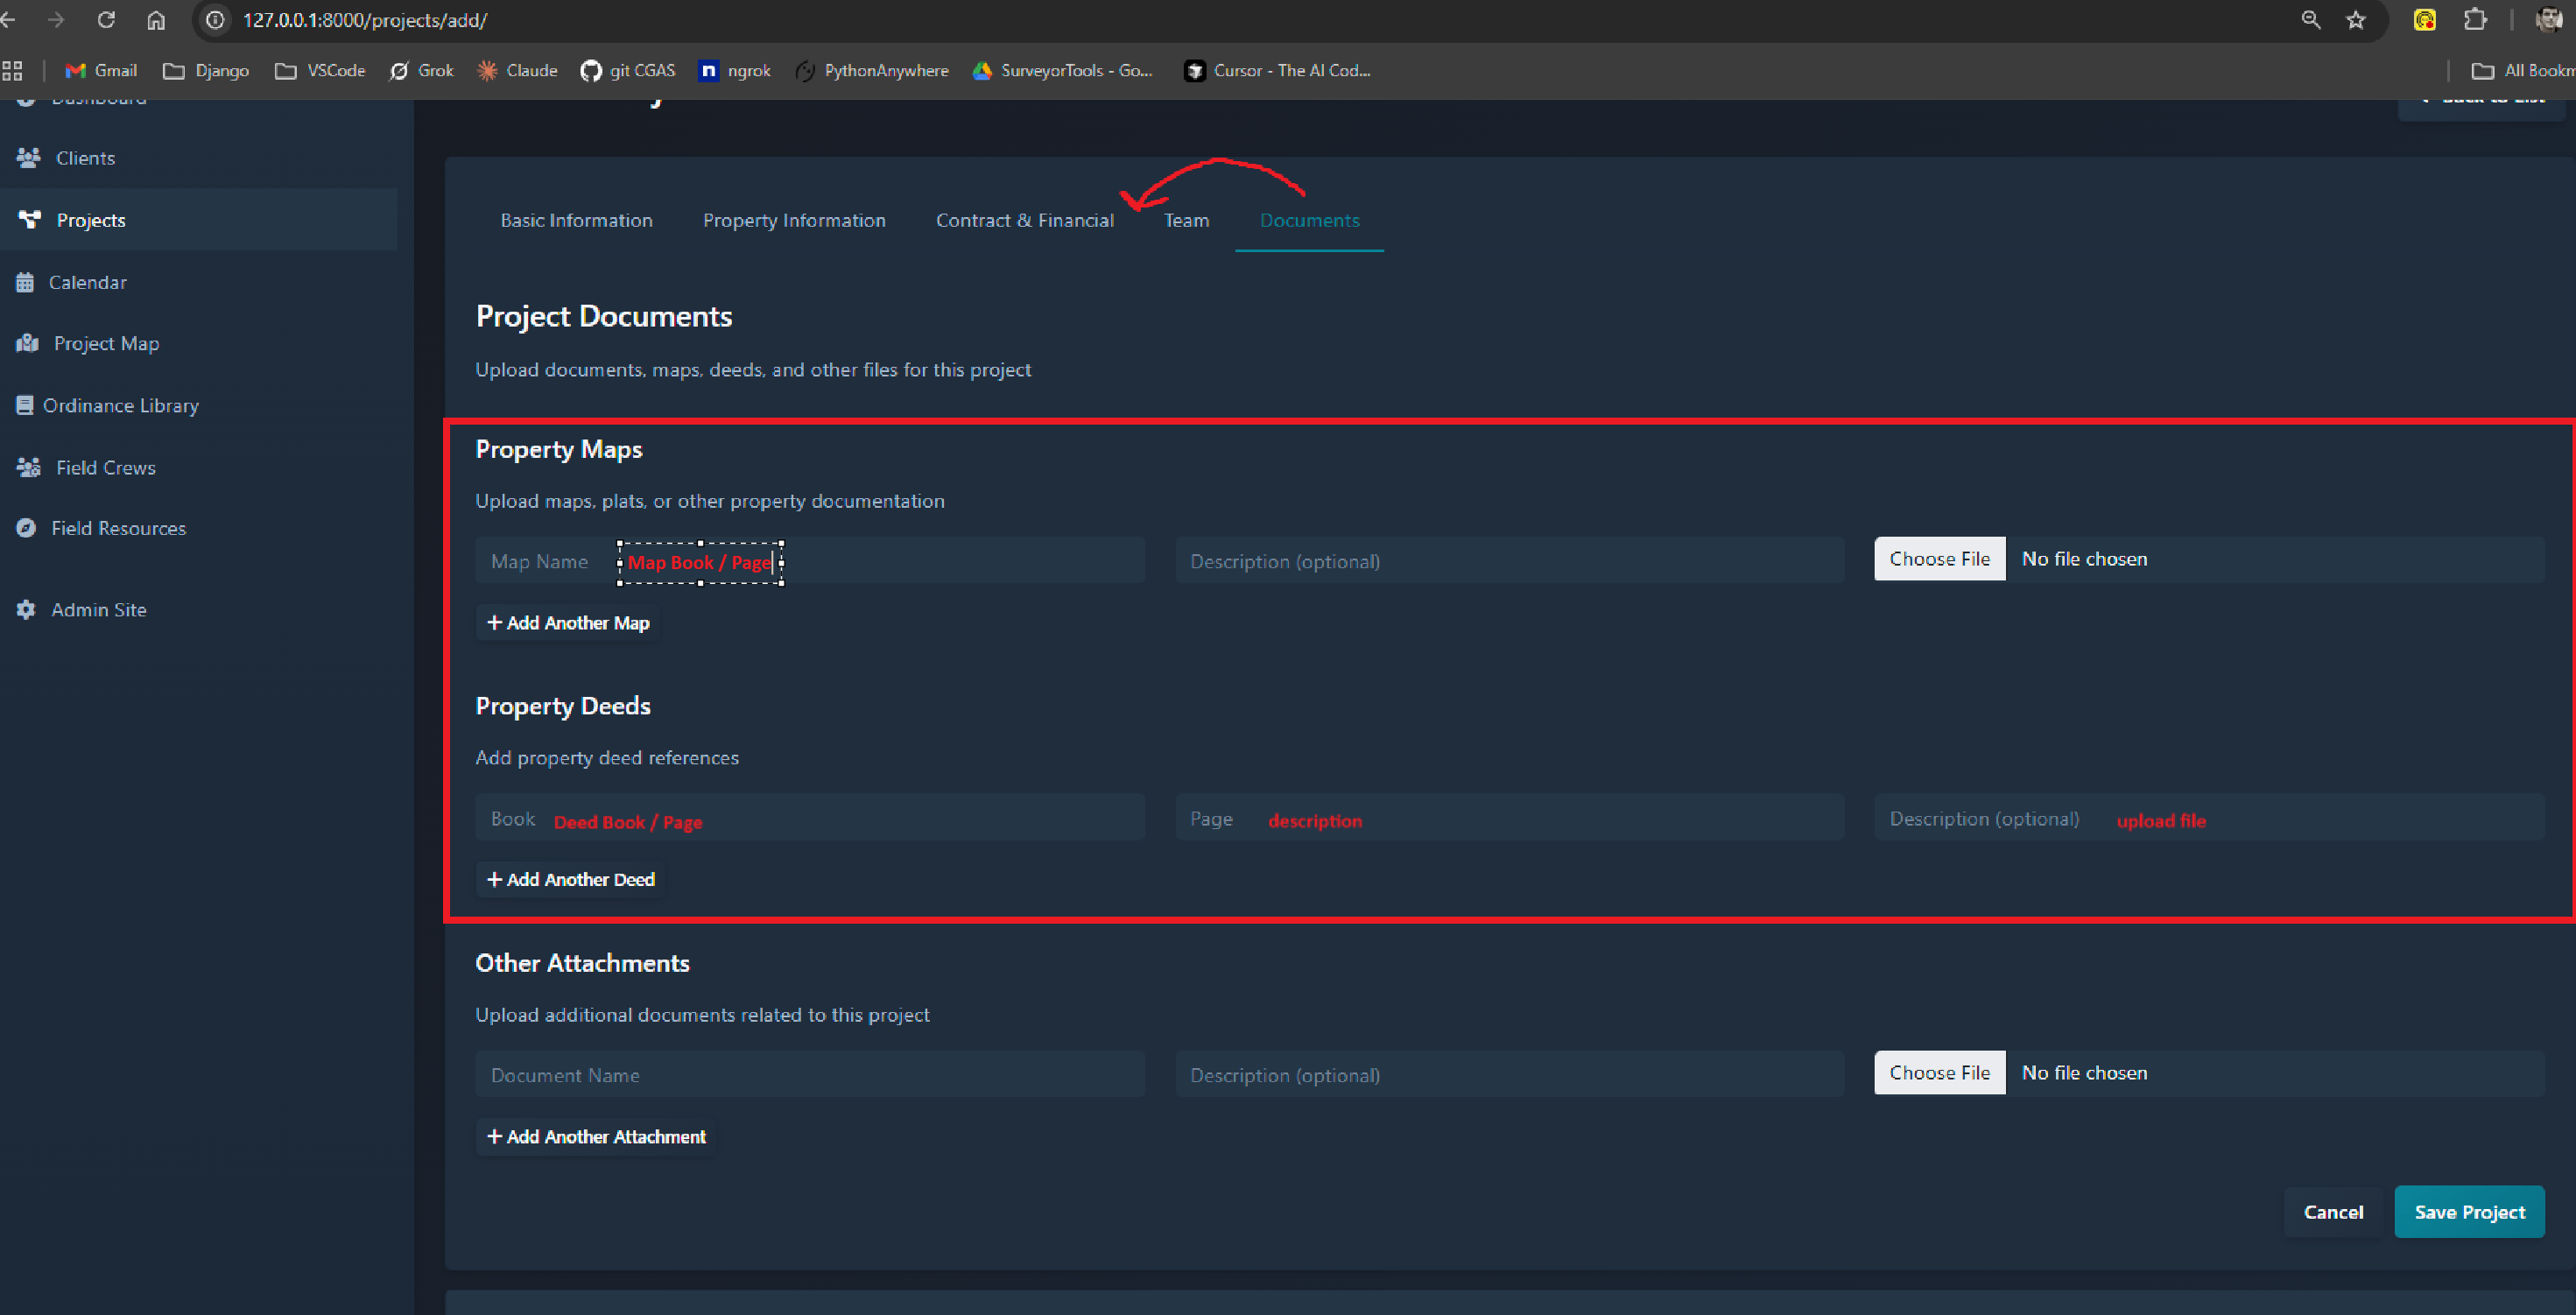 127.0.0.1:8000/projects/add/
Gmail
Django
VSCode
Grok
Claude
git CGAS
n ngrok
PythonAnywhere
SurveyorTools - Go...
Cursor - The AI Cod...
All Bookm
Dashboard
Back to List
Clients
Projects
Calendar
Project Map
Ordinance Library
Field Crews
Field Resources
Admin Site
Basic Information
Property Information
Contract & Financial
Team
Documents
Project Documents
Upload documents, maps, deeds, and other files for this project
Property Maps
Upload maps, plats, or other property documentation
Map Name Map Book / Page
Description (optional)
Choose File No file chosen
+ Add Another Map
Property Deeds
Add property deed references
Book Deed Book / Page
Page description
Description (optional) upload file
+ Add Another Deed
Other Attachments
Upload additional documents related to this project
Document Name
Description (optional)
Choose File No file chosen
+ Add Another Attachment
Cancel
Save Project